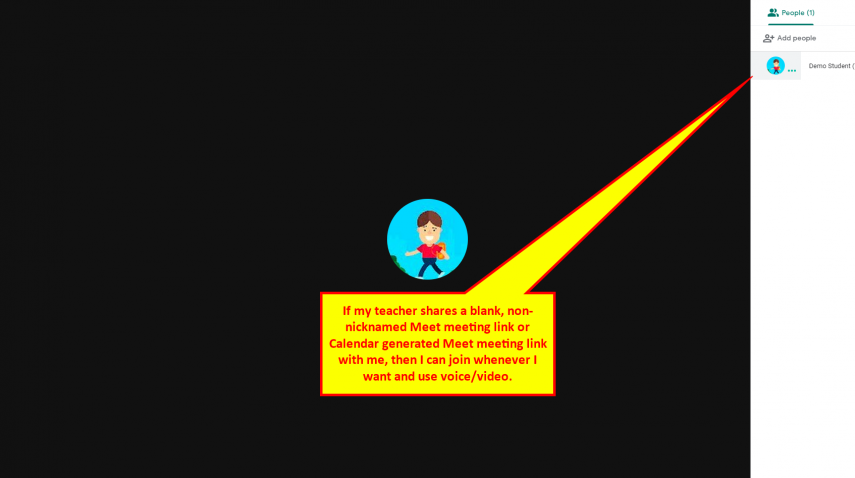 People (1)
Add people
Demo Student (
If my teacher shares a blank, non-
nicknamed Meet meeting link or
Calendar generated Meet meeting link
with me, then I can join whenever I
want and use voice/video.